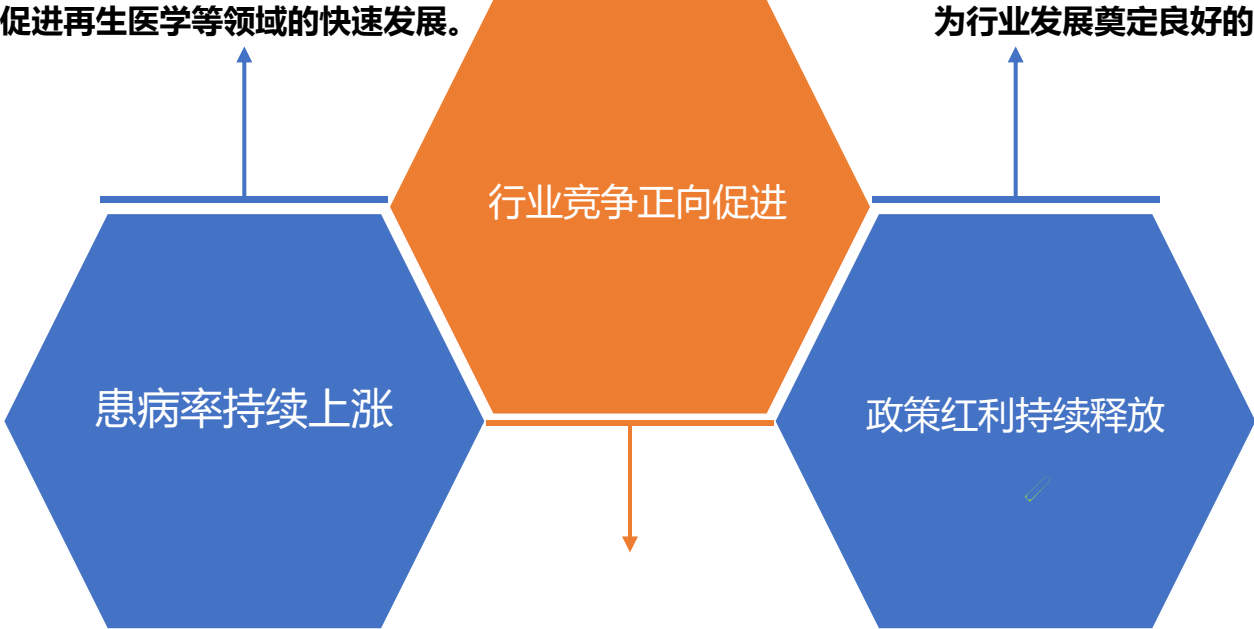 促进再生医学等领域的快速发展。
为行业发展奠定良好的
行业竞争正向促进
患病率持续上涨
政策红利持续释放